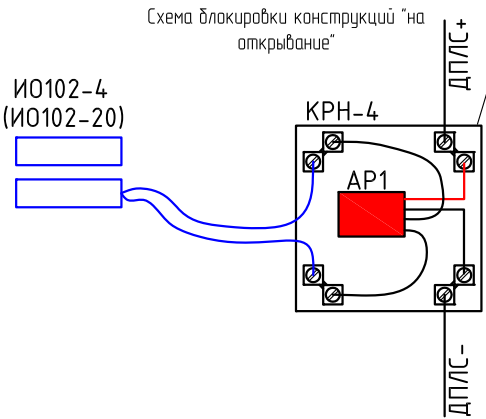 Схема блокировки конструкций "на
открывание"
ДПЛС+
ИО102-4
(ИО102-20)
КРН-4
АР1
ДПЛС-